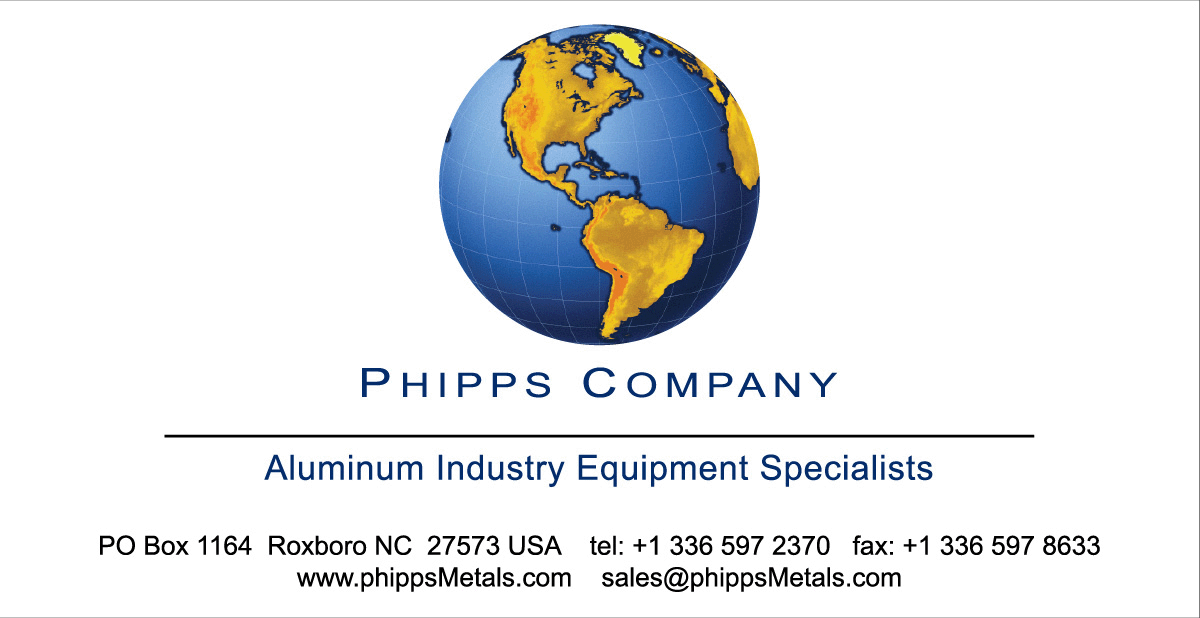 PHIPPS COMPANY
Aluminum Industry Equipment Specialists
PO Box 1164 Roxboro NC 27573 USA tel: +1 336 597 2370 fax: +1 336 597 8633
www.phippsMetals.com sales@phippsMetals.com